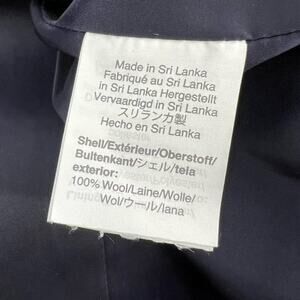 Made in Sri Lanka
Fabriqué au Sri Lanka
in Sri Lanka Hergestellt
Vervaardigd in Sri Lanka
スリランカ製
Hecho en Sri Lanka
Shell/Extérieur/Oberstoff/
Buitenkant/シェル/tela
exterior:
100% Wool/Laine/Wolle/
Wol/ウール/lana